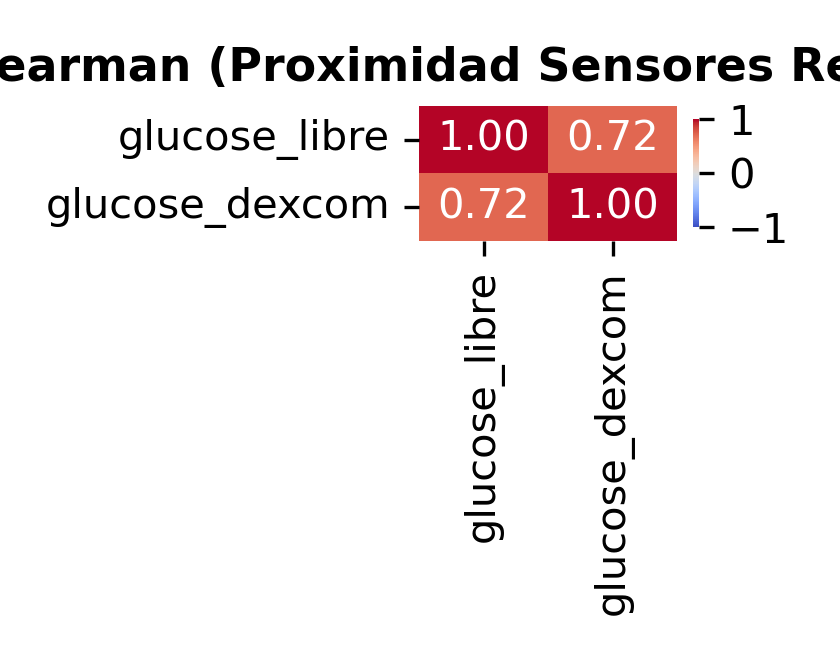 earman (Proximidad Sensores Re
glucose_libre 1.00 0.72 1
0
glucose_dexcom 0.72 1.00 −1
glucose_libre
glucose_dexcom